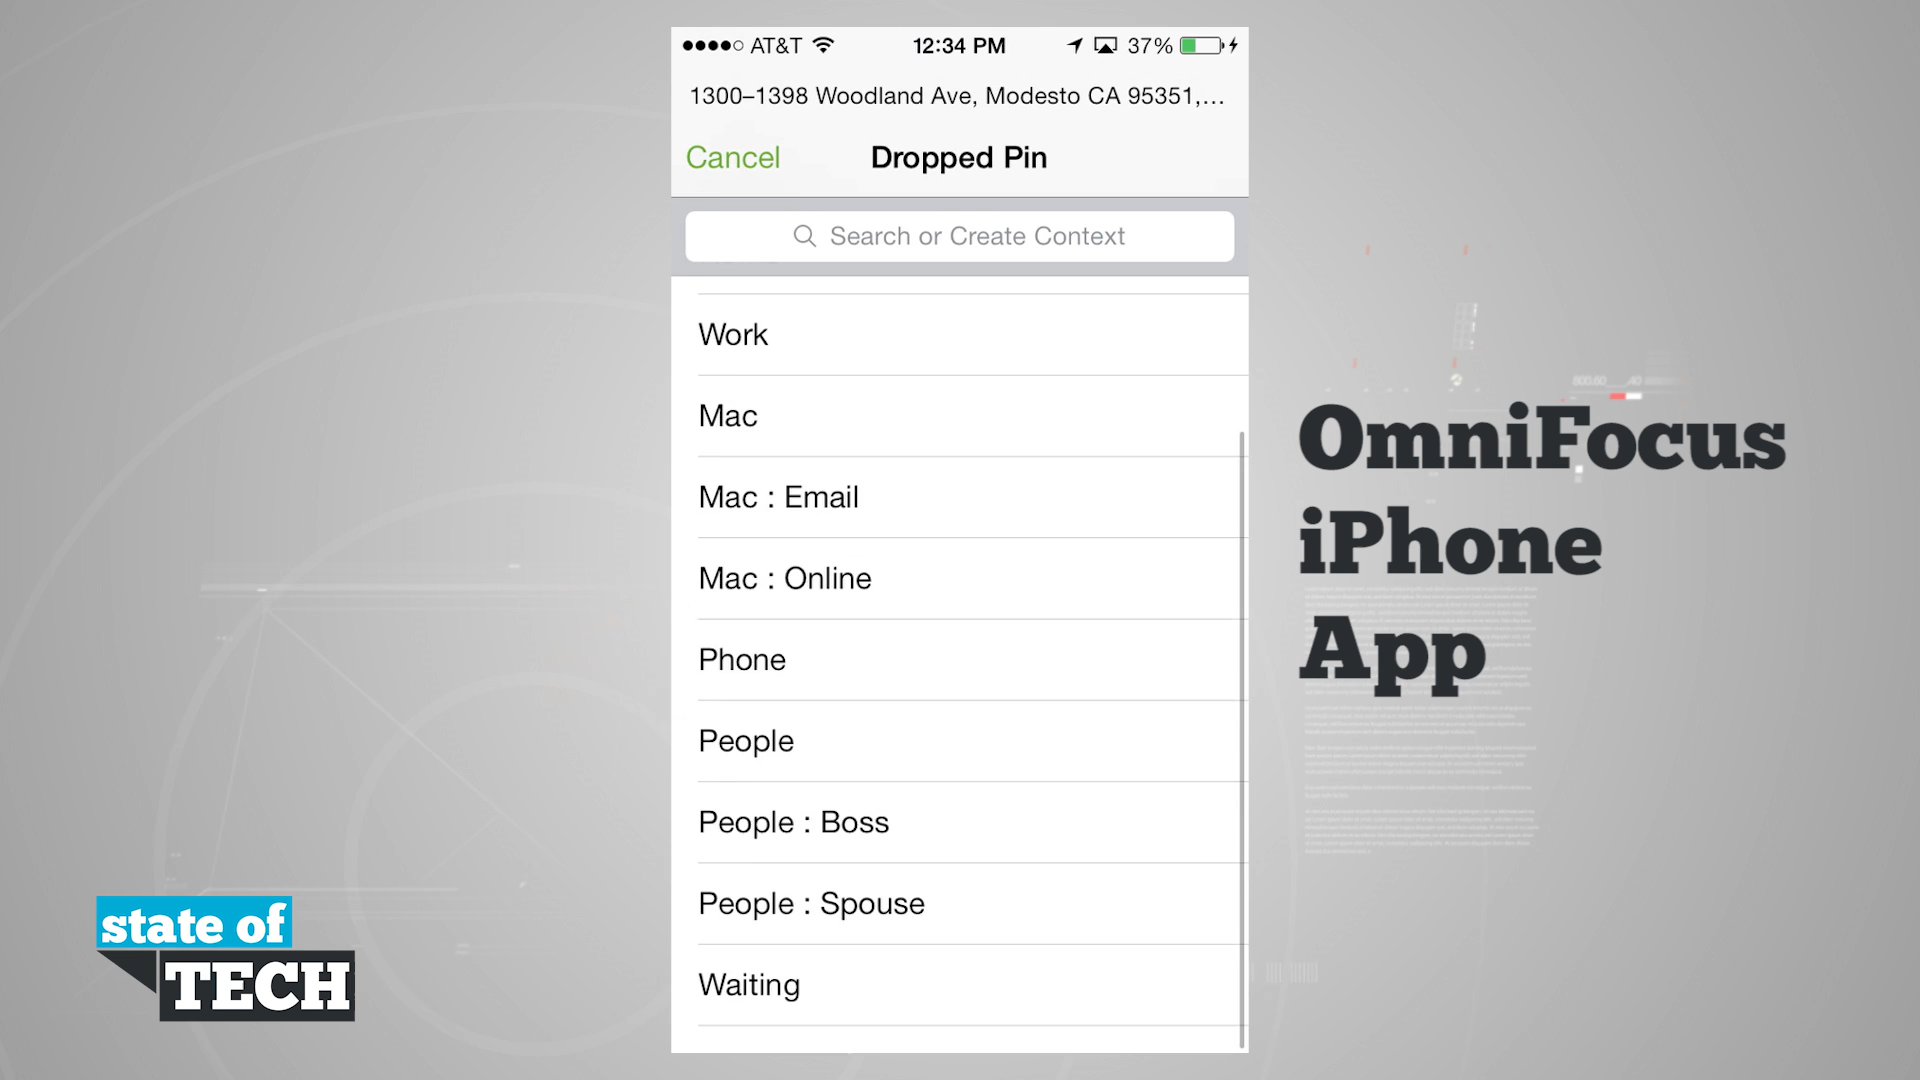 AT&T 12:34 PM 37%
1300–1398 Woodland Ave, Modesto CA 95351,...
Cancel Dropped Pin
Search or Create Context
Work
Mac
Mac : Email
Mac : Online
Phone
People
People : Boss
People : Spouse
Waiting
OmniFocus
iPhone
App
state of
TECH